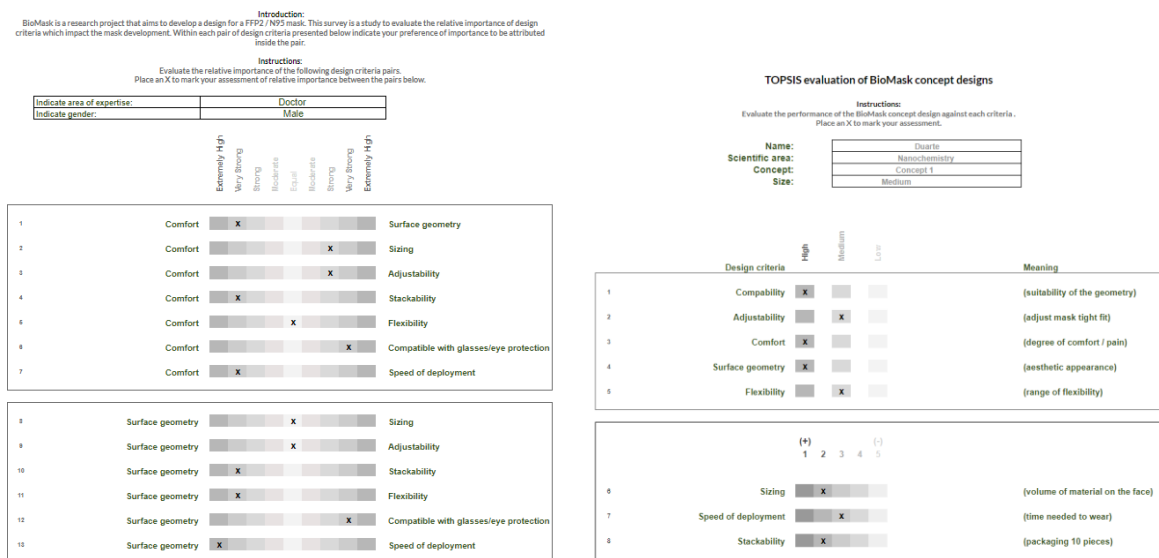 Introduction:
BioMask is a research project that aims to develop a design for a FFP2 / N95 mask. This survey is a study to evaluate the relative importance of design
criteria which impact the mask development. Within each pair of design criteria presented below indicate your preference of importance to be attributed
inside the pair.
Instructions:
Evaluate the relative importance of the following design criteria pairs.
Place an X to mark your assessment of relative importance between the pairs below.
Indicate area of expertise: Doctor
Indicate gender: Male
Extremely High Very Strong Strong Moderate Equal Moderate Strong Very Strong Extremely High
1 Comfort x Surface geometry
2 Comfort x Sizing
3 Comfort x Adjustability
4 Comfort x Stackability
5 Comfort x Flexibility
6 Comfort x Compatible with glasses/eye protection
7 Comfort x Speed of deployment
8 Surface geometry x Sizing
9 Surface geometry x Adjustability
10 Surface geometry x Stackability
11 Surface geometry x Flexibility
12 Surface geometry x Compatible with glasses/eye protection
13 Surface geometry x Speed of deployment
TOPSIS evaluation of BioMask concept designs
Instructions:
Evaluate the performance of the BioMask concept design against each criteria .
Place an X to mark your assessment.
Name: Duarte
Scientific area: Nanochemistry
Concept: Concept 1
Size: Medium
High Medium Low
Design criteria Meaning
1 Compability x (suitability of the geometry)
2 Adjustability x (adjust mask tight fit)
3 Comfort x (degree of comfort / pain)
4 Surface geometry x (aesthetic appearance)
5 Flexibility x (range of flexibility)
(+) (-)
1 2 3 4 5
6 Sizing x (volume of material on the face)
7 Speed of deployment x (time needed to wear)
8 Stackability x (packaging 10 pieces)